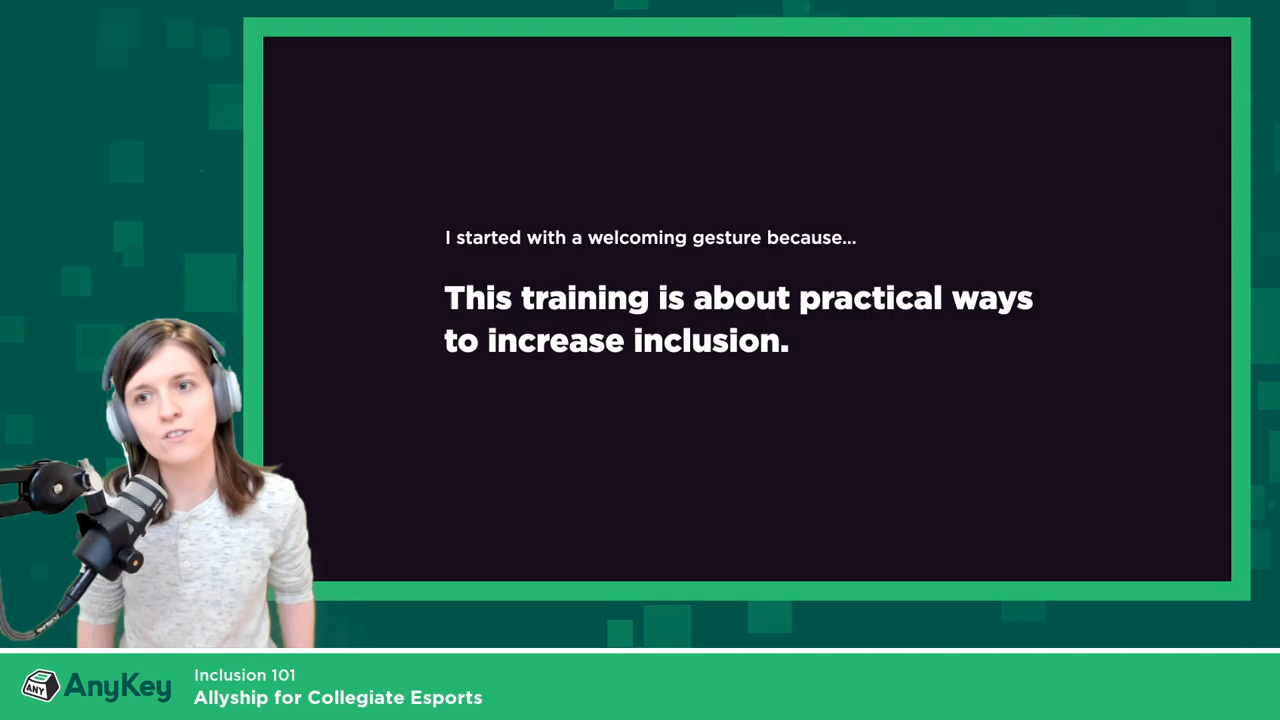 I started with a welcoming gesture because...
This training is about practical ways
to increase inclusion.
ANY
AnyKey
Inclusion 101
Allyship for Collegiate Esports